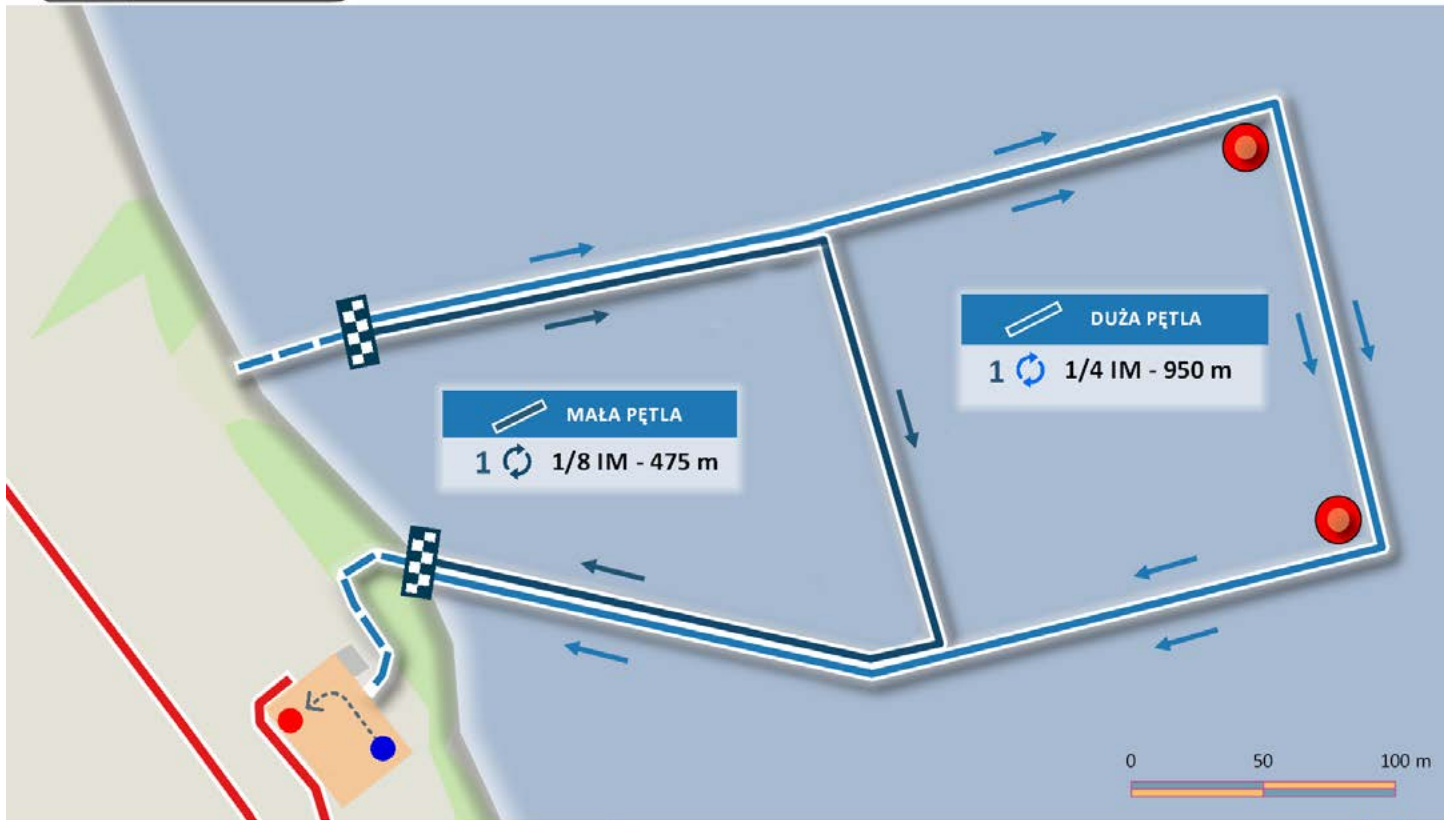 DUŻA PĘTLA
1 1/4 IM - 950 m
MAŁA PĘTLA
1 1/8 IM - 475 m
0 50 100 m